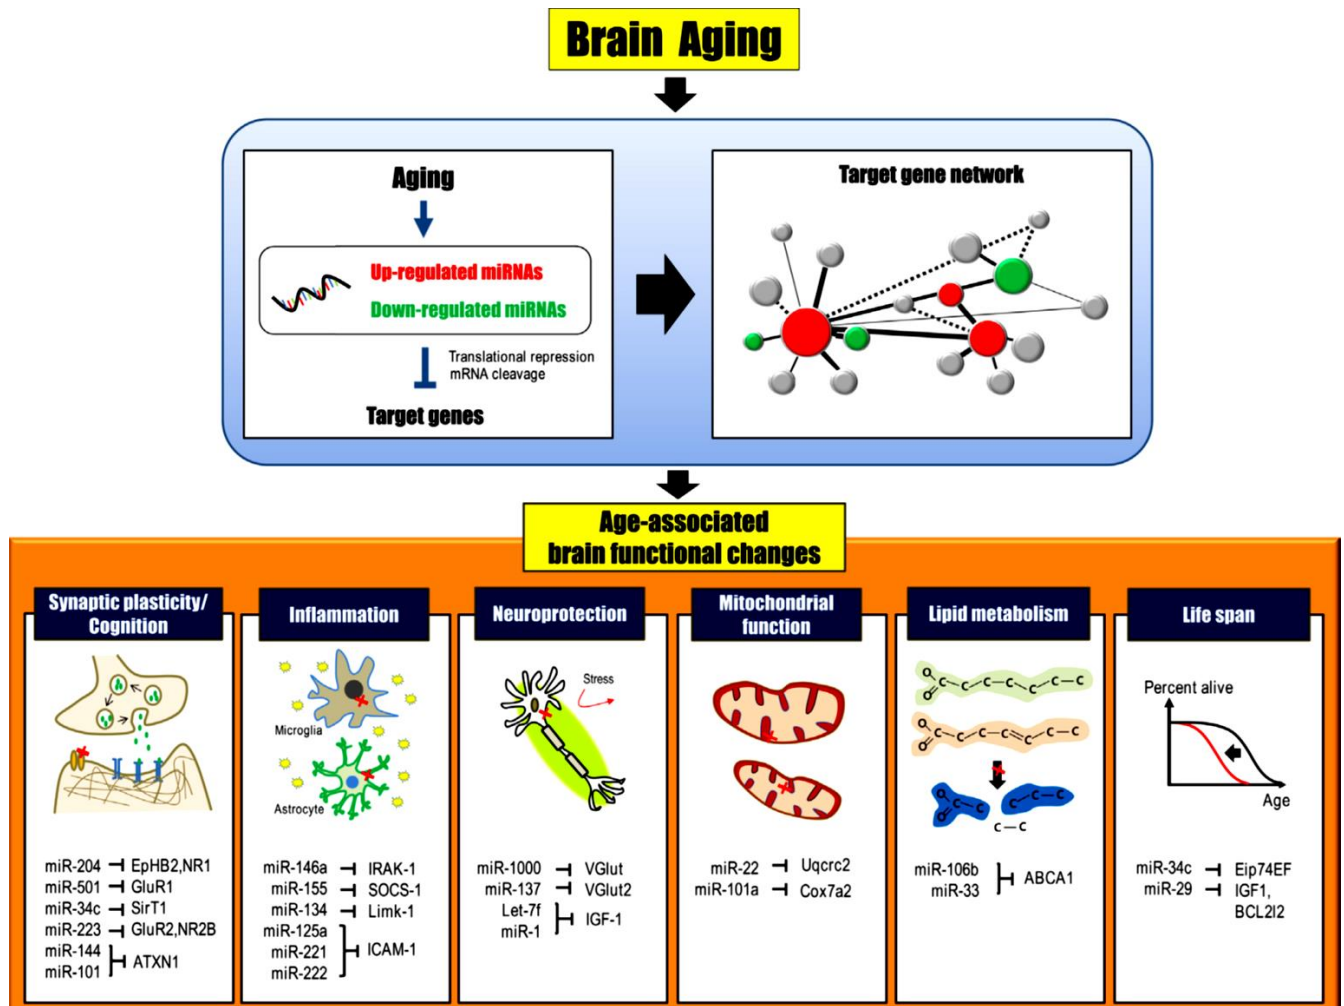 Brain Aging
Aging
Up-regulated miRNAs
Down-regulated miRNAs
Translational repression
mRNA cleavage
Target genes
Target gene network
Age-associated
brain functional changes
Synaptic plasticity/
Cognition
miR-204 ⊣ EpHB2,NR1
miR-501 ⊣ GluR1
miR-34c ⊣ SirT1
miR-223 ⊣ GluR2,NR2B
miR-144
miR-101
ATXN1
Inflammation
Microglia
Astrocyte
miR-146a ⊣ IRAK-1
miR-155 ⊣ SOCS-1
miR-134 ⊣ Limk-1
miR-125a
miR-221
miR-222
ICAM-1
Neuroprotection
Stress
miR-1000 ⊣ VGlut
miR-137 ⊣ VGlut2
Let-7f
miR-1
IGF-1
Mitochondrial
function
miR-22 ⊣ Uqcrc2
miR-101a ⊣ Cox7a2
Lipid metabolism
O
O
C-C-C-C-C-C-C
O
O
C-C-C-C=C-C-C
O
O
C-C
C-C-C
C-C
miR-106b
miR-33
ABCA1
Life span
Percent alive
Age
miR-34c ⊣ Eip74EF
miR-29 ⊣ IGF1,
BCL2l2